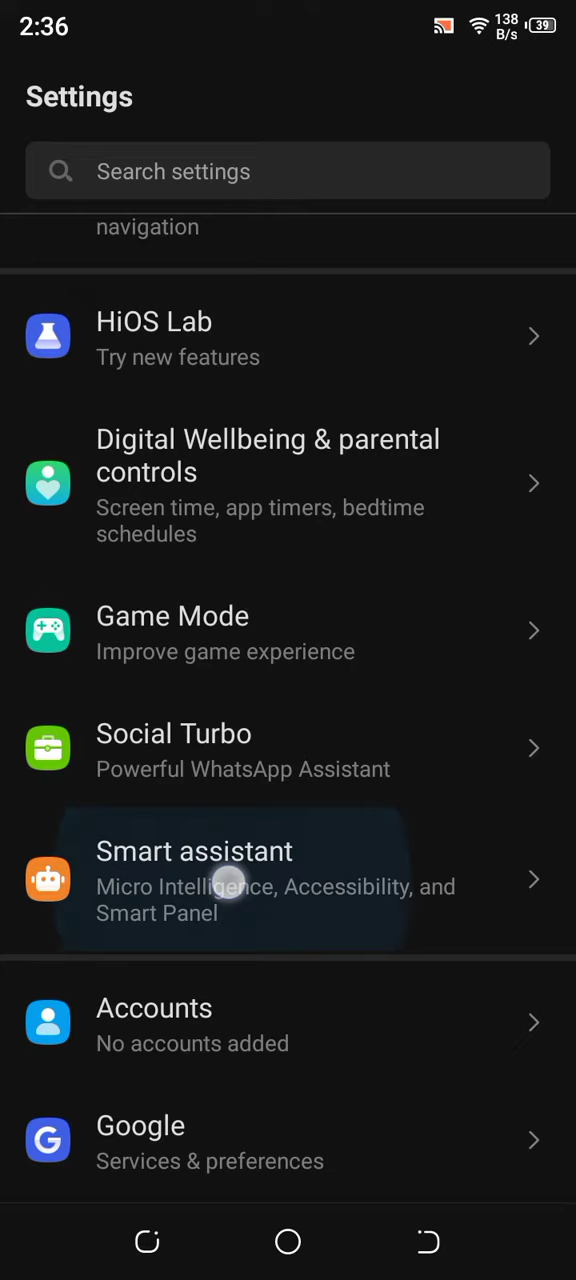 2:36
138
B/s
39
Settings
Search settings
navigation
HiOS Lab
Try new features
Digital Wellbeing & parental
controls
Screen time, app timers, bedtime
schedules
Game Mode
Improve game experience
Social Turbo
Powerful WhatsApp Assistant
Smart assistant
Micro Intelligence, Accessibility, and
Smart Panel
Accounts
No accounts added
Google
Services & preferences